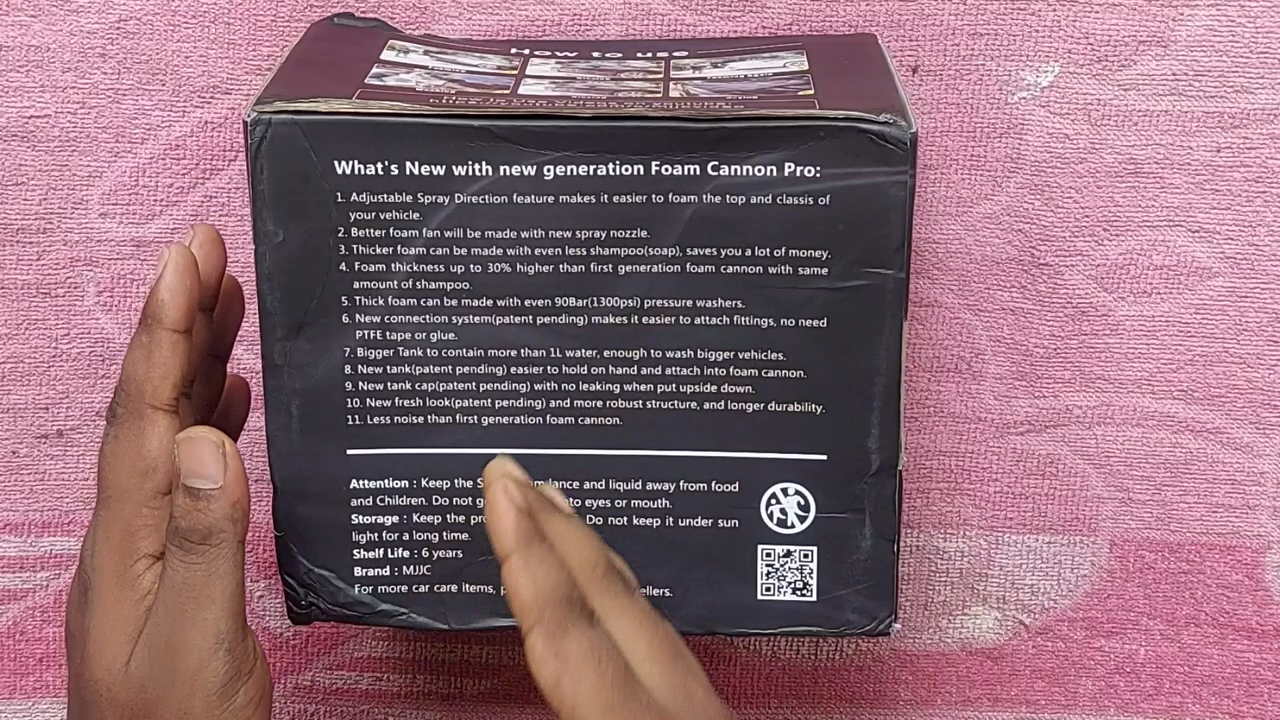 How to use
What's New with new generation Foam Cannon Pro:
1. Adjustable Spray Direction feature makes it easier to foam the top and classis of
your vehicle.
2. Better foam fan will be made with new spray nozzle.
3. Thicker foam can be made with even less shampoo(soap), saves you a lot of money.
4. Foam thickness up to 30% higher than first generation foam cannon with same
amount of shampoo.
5. Thick foam can be made with even 90Bar(1300psi) pressure washers.
6. New connection system(patent pending) makes it easier to attach fittings, no need
PTFE tape or glue.
7. Bigger Tank to contain more than 1L water, enough to wash bigger vehicles.
8. New tank(patent pending) easier to hold on hand and attach into foam cannon.
9. New tank cap(patent pending) with no leaking when put upside down.
10. New fresh look(patent pending) and more robust structure, and longer durability.
11. Less noise than first generation foam cannon.
Attention : Keep the lance and liquid away from food
and Children. Do not eyes or mouth.
Storage : Keep the Do not keep it under sun
light for a long time.
Shelf Life : 6 years
Brand : MJJC
For more car care items,